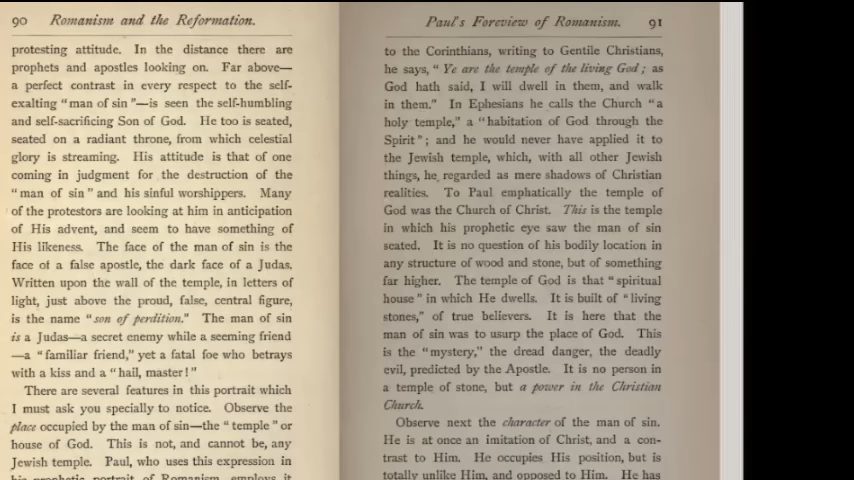 90 Romanism and the Reformation.
protesting attitude. In the distance there are
prophets and apostles looking on. Far above—
a perfect contrast in every respect to the self-
exalting "man of sin"—is seen the self-humbling
and self-sacrificing Son of God. He too is seated,
seated on a radiant throne, from which celestial
glory is streaming. His attitude is that of one
coming in judgment for the destruction of the
"man of sin" and his sinful worshippers. Many
of the protestors are looking at him in anticipation
of His advent, and seem to have something of
His likeness. The face of the man of sin is the
face of a false apostle, the dark face of a Judas.
Written upon the wall of the temple, in letters of
light, just above the proud, false, central figure,
is the name "son of perdition." The man of sin
is a Judas—a secret enemy while a seeming friend
—a "familiar friend," yet a fatal foe who betrays
with a kiss and a "hail, master!"
There are several features in this portrait which
I must ask you specially to notice. Observe the
place occupied by the man of sin—the "temple" or
house of God. This is not, and cannot be, any
Jewish temple. Paul, who uses this expression in
his prophetic portrait of Romanism, employs it
Paul's Foreview of Romanism. 91
to the Corinthians, writing to Gentile Christians,
he says, "Ye are the temple of the living God; as
God hath said, I will dwell in them, and walk
in them." In Ephesians he calls the Church "a
holy temple," a "habitation of God through the
Spirit"; and he would never have applied it to
the Jewish temple, which, with all other Jewish
things, he regarded as mere shadows of Christian
realities. To Paul emphatically the temple of
God was the Church of Christ. This is the temple
in which his prophetic eye saw the man of sin
seated. It is no question of his bodily location in
any structure of wood and stone, but of something
far higher. The temple of God is that "spiritual
house" in which He dwells. It is built of "living
stones," of true believers. It is here that the
man of sin was to usurp the place of God. This
is the "mystery," the dread danger, the deadly
evil, predicted by the Apostle. It is no person in
a temple of stone, but a power in the Christian
Church.
Observe next the character of the man of sin.
He is at once an imitation of Christ, and a con-
trast to Him. He occupies His position, but is
totally unlike Him, and opposed to Him. He has